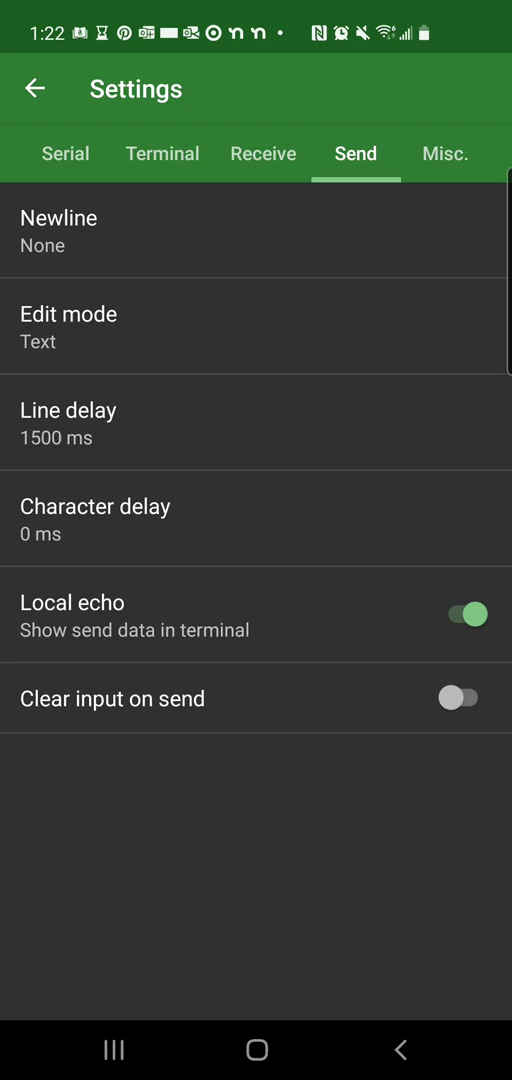 1:22
Settings
Serial Terminal Receive Send Misc.
Newline
None
Edit mode
Text
Line delay
1500 ms
Character delay
0 ms
Local echo
Show send data in terminal
Clear input on send